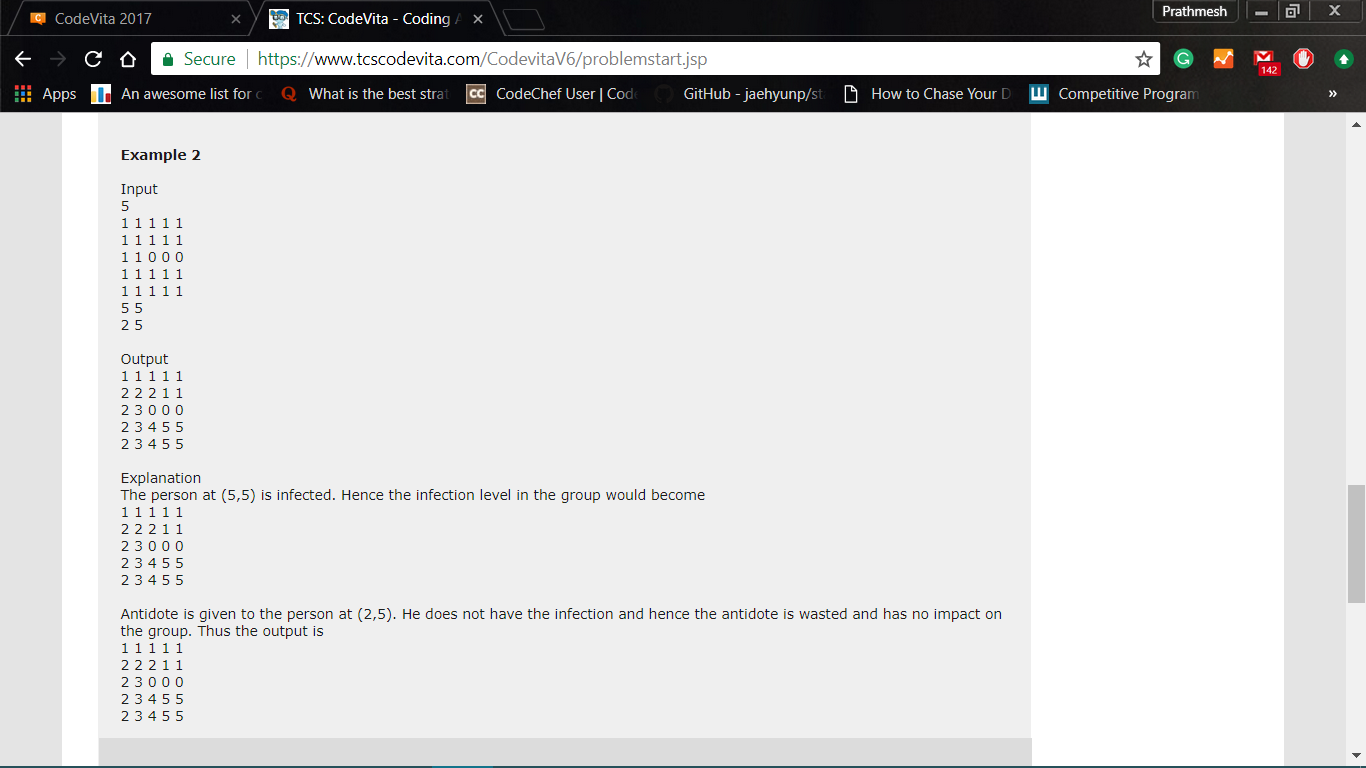 CodeVita 2017
TCS: CodeVita - Coding
Prathmesh
Secure
https://www.tcscodevita.com/CodevitaV6/problemstart.jsp
142
Apps
An awesome list for
What is the best strat
CC
CodeChef User | Cod
GitHub - jaehyunp/st
How to Chase Your D
Competitive Program
»
Example 2
Input
5
1 1 1 1 1
1 1 1 1 1
1 1 0 0 0
1 1 1 1 1
1 1 1 1 1
5 5
2 5
Output
1 1 1 1 1
2 2 2 1 1
2 3 0 0 0
2 3 4 5 5
2 3 4 5 5
Explanation
The person at (5,5) is infected. Hence the infection level in the group would become
1 1 1 1 1
2 2 2 1 1
2 3 0 0 0
2 3 4 5 5
2 3 4 5 5
Antidote is given to the person at (2,5). He does not have the infection and hence the antidote is wasted and has no impact on
the group. Thus the output is
1 1 1 1 1
2 2 2 1 1
2 3 0 0 0
2 3 4 5 5
2 3 4 5 5